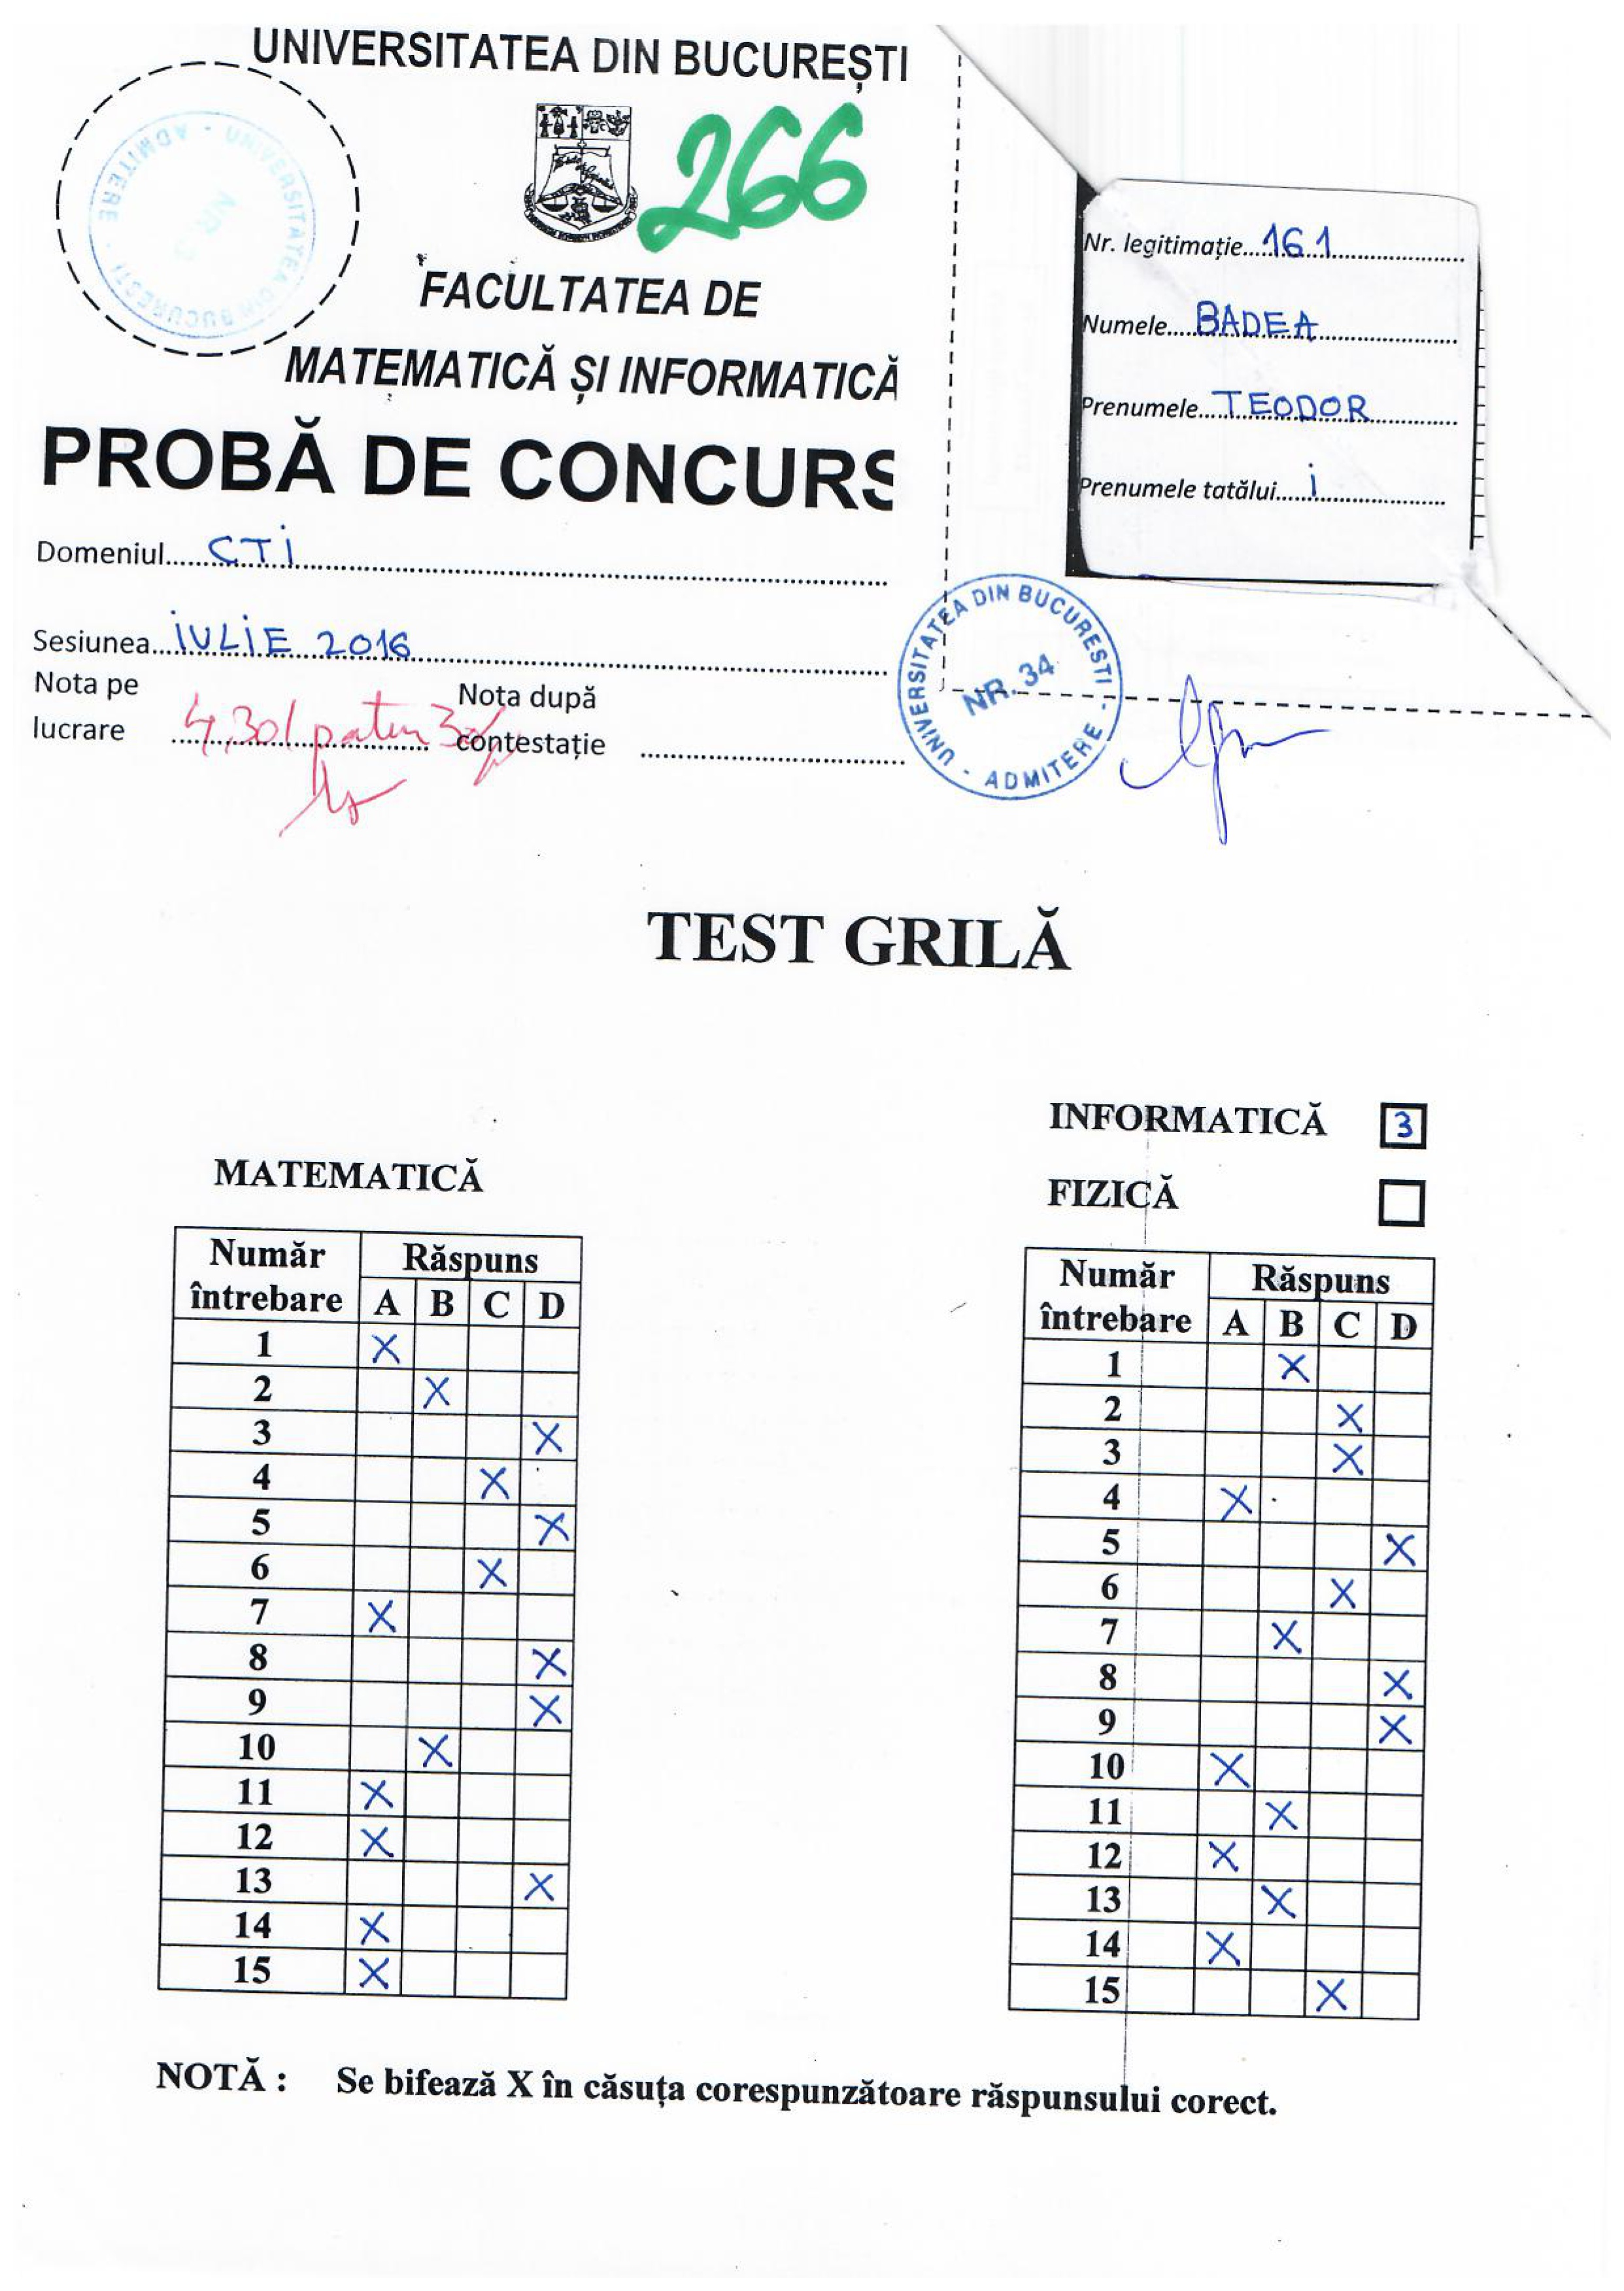 UNIVERSITATEA DIN BUCUREȘTI
266
FACULTATEA DE
MATEMATICĂ ȘI INFORMATICĂ
PROBĂ DE CONCURS
Domeniul.....CTI
Sesiunea...IULIE 2016
Nota pe lucrare 4,30/patru 30%
Nota după contestație
Nr. legitimație...161
Numele....BADEA
Prenumele..TEODOR
Prenumele tatălui....i
UNIVERSITATEA DIN BUCURESTI - ADMITERE
NR. 34
UNIVERSITATEA DIN BUCURESTI - ADMITERE
TEST GRILĂ
MATEMATICĂ
Număr întrebare Răspuns
A B C D
1 X
2 X
3 X
4 X
5 X
6 X
7 X
8 X
9 X
10 X
11 X
12 X
13 X
14 X
15 X
INFORMATICĂ 3
FIZICĂ
Număr întrebare Răspuns
A B C D
1 X
2 X
3 X
4 X
5 X
6 X
7 X
8 X
9 X
10 X
11 X
12 X
13 X
14 X
15 X
NOTĂ : Se bifează X în căsuța corespunzătoare răspunsului corect.